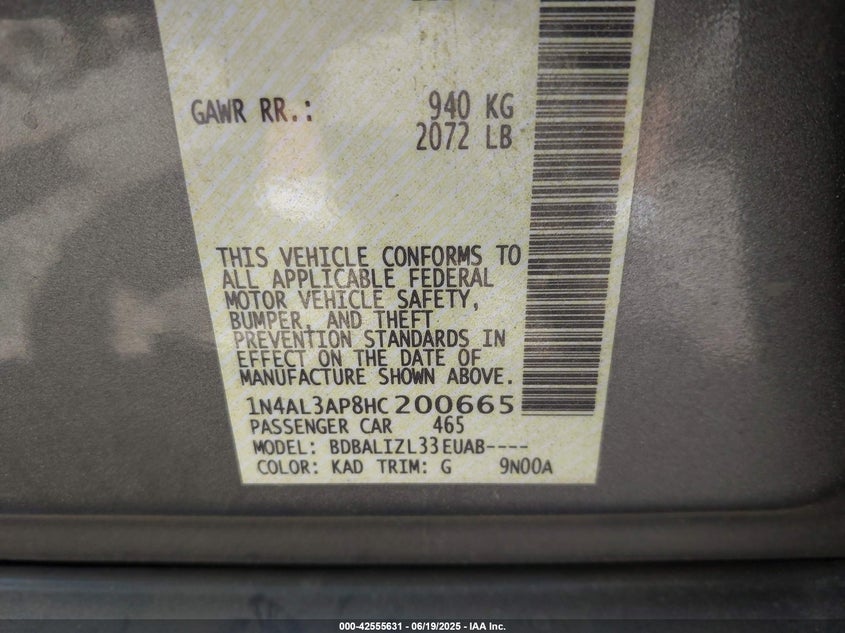 GAWR RR.: 940 KG
2072 LB
THIS VEHICLE CONFORMS TO
ALL APPLICABLE FEDERAL
MOTOR VEHICLE SAFETY,
BUMPER, AND THEFT
PREVENTION STANDARDS IN
EFFECT ON THE DATE OF
MANUFACTURE SHOWN ABOVE.
1N4AL3AP8HC200665
PASSENGER CAR 465
MODEL: BDBALIZL33EUAB----
COLOR: KAD TRIM: G 9N00A
000-42555631 - 06/19/2025 - IAA Inc.